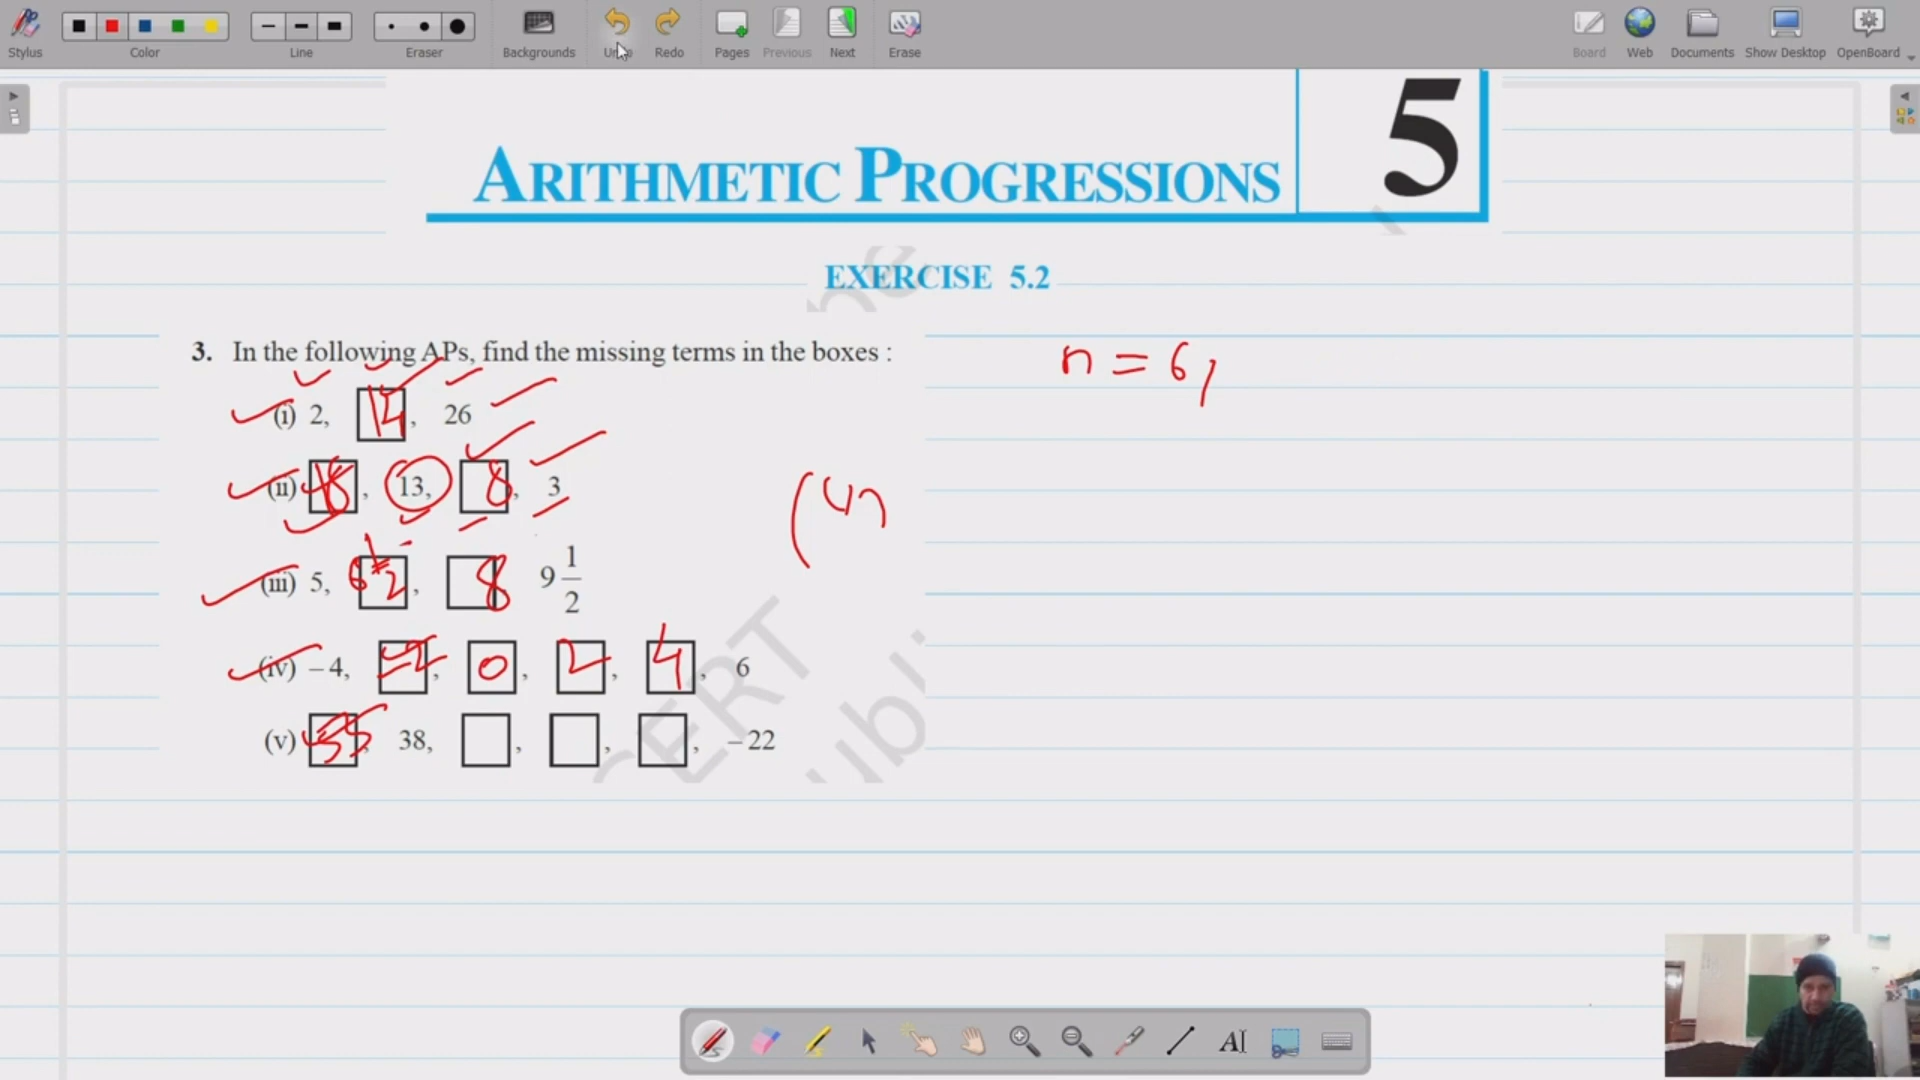 Stylus Color Line Eraser Backgrounds Undo Redo Pages Previous Next Erase Board Web Documents Show Desktop OpenBoard
5
ARITHMETIC PROGRESSIONS
EXERCISE 5.2
3. In the following APs, find the missing terms in the boxes :
n = 6,
(i) 2, 14, 26
(ii) 18, 13, 8, 3
(iii) 5, 6 1/2, 8 9 1/2
(iv) – 4, -2, 0, 2, 4, 6
(v) 53, 38, , , , – 22